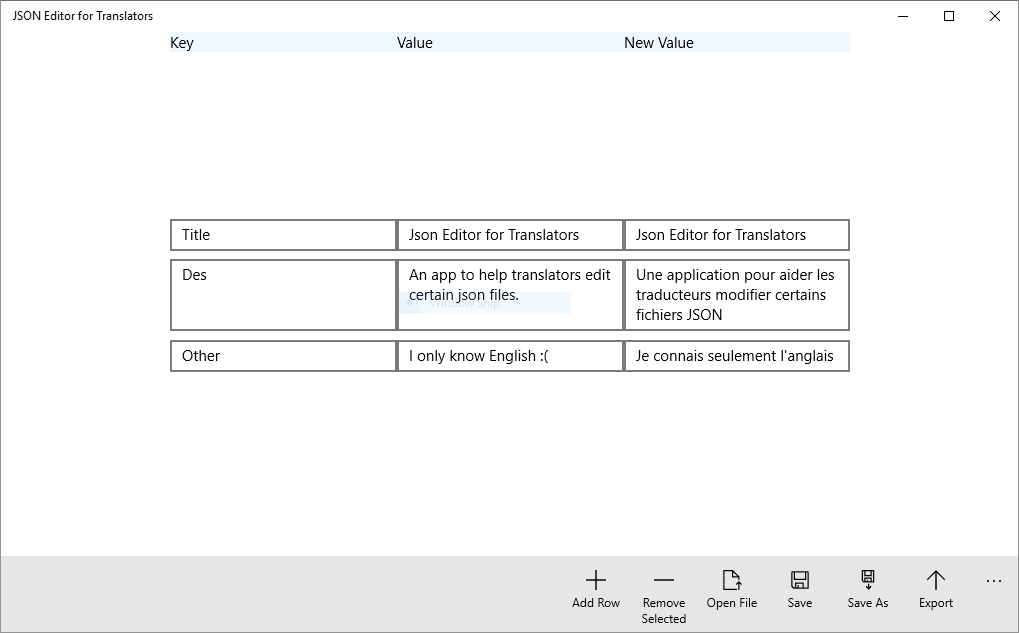 JSON Editor for Translators
Key Value New Value
Title Json Editor for Translators Json Editor for Translators
Des An app to help translators edit Une application pour aider les
certain json files. traducteurs modifier certains
Window Snip
fichiers JSON
Other I only know English :( Je connais seulement l'anglais
Add Row Remove Open File Save Save As Export
Selected